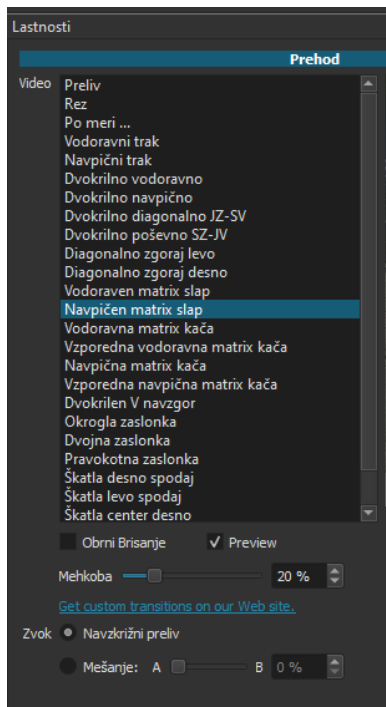 Lastnosti
Prehod
Video
Preliv
Rez
Po meri ...
Vodoravni trak
Navpični trak
Dvokrilno vodoravno
Dvokrilno navpično
Dvokrilno diagonalno JZ-SV
Dvokrilno poševno SZ-JV
Diagonalno zgoraj levo
Diagonalno zgoraj desno
Vodoraven matrix slap
Navpičen matrix slap
Vodoravna matrix kača
Vzporedna vodoravna matrix kača
Navpična matrix kača
Vzporedna navpična matrix kača
Dvokrilen V navzgor
Okrogla zaslonka
Dvojna zaslonka
Pravokotna zaslonka
Škatla desno spodaj
Škatla levo spodaj
Škatla center desno
Obrni Brisanje Preview
Mehkoba 20 %
Get custom transitions on our Web site.
Zvok Navzkrižni preliv
Mešanje: A B 0 %